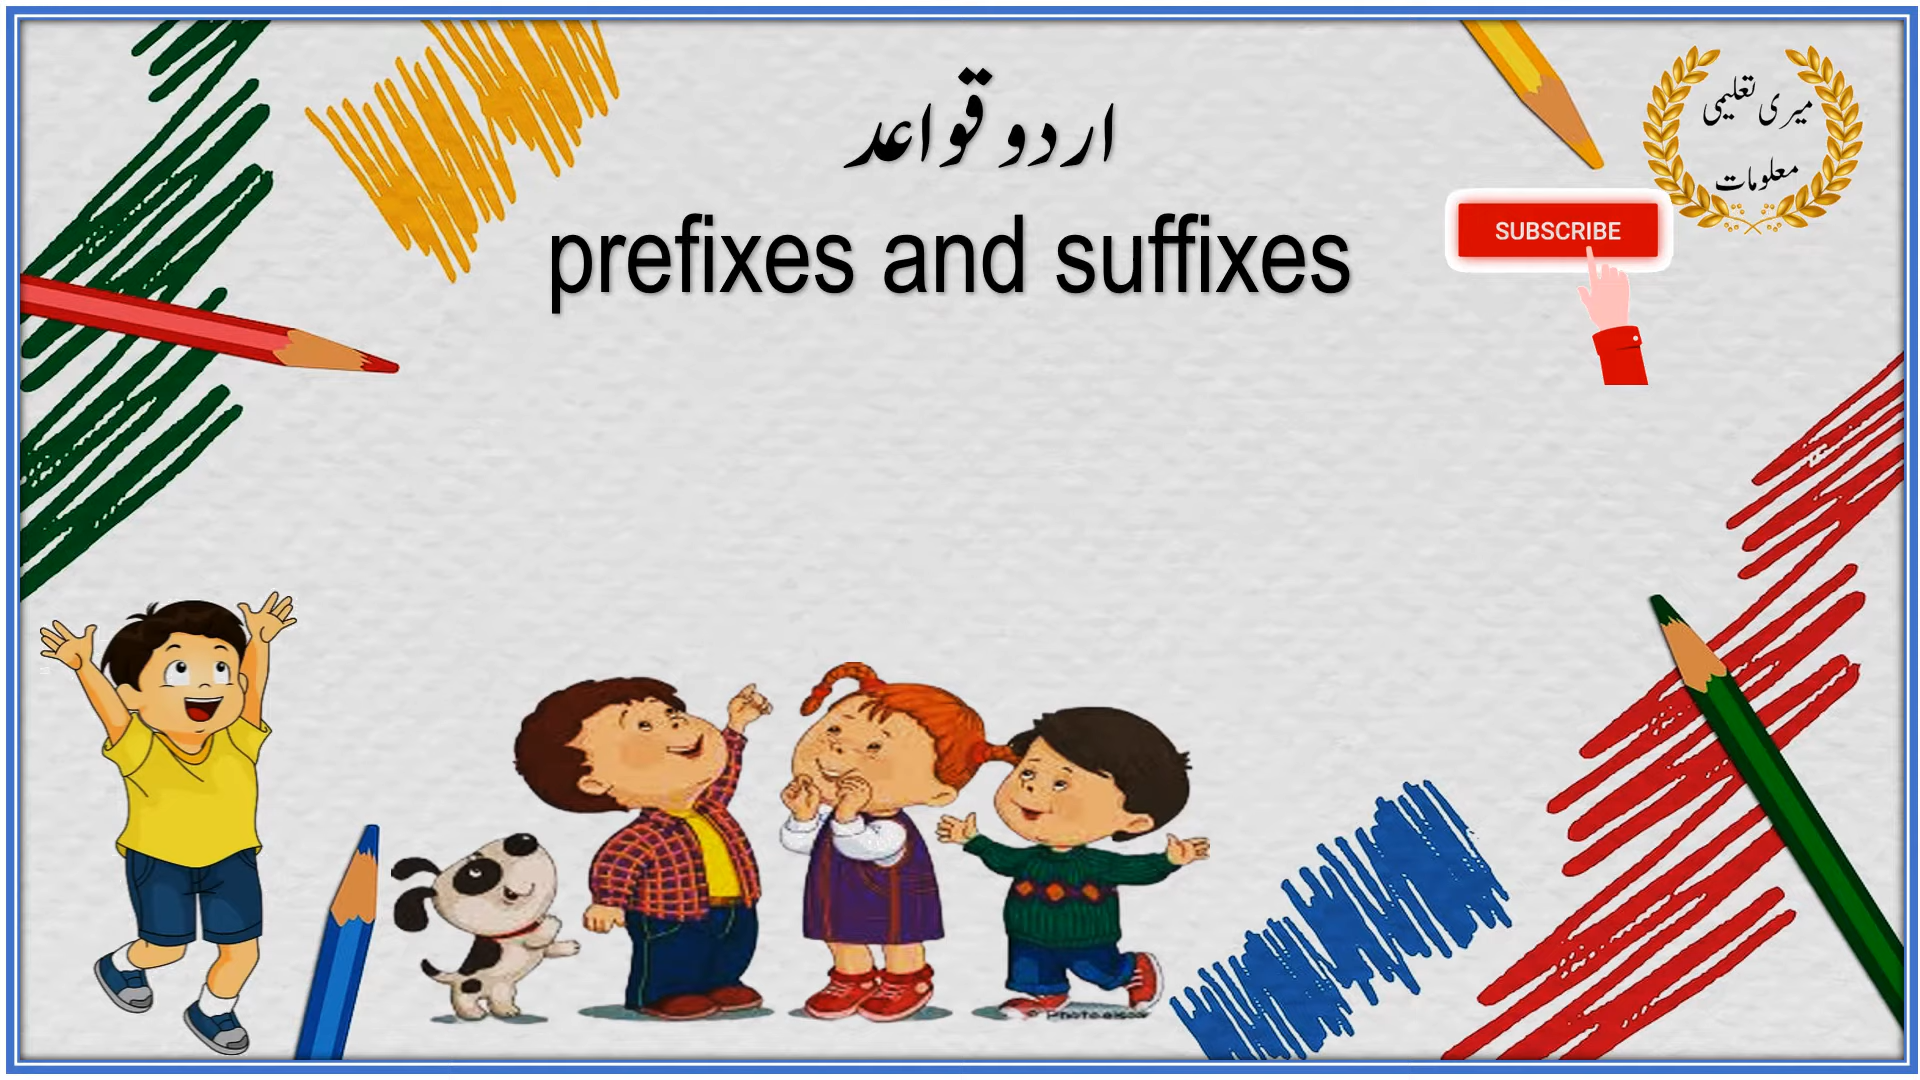 اردو قواعد
prefixes and suffixes
میری تعلیمی
معلومات
SUBSCRIBE